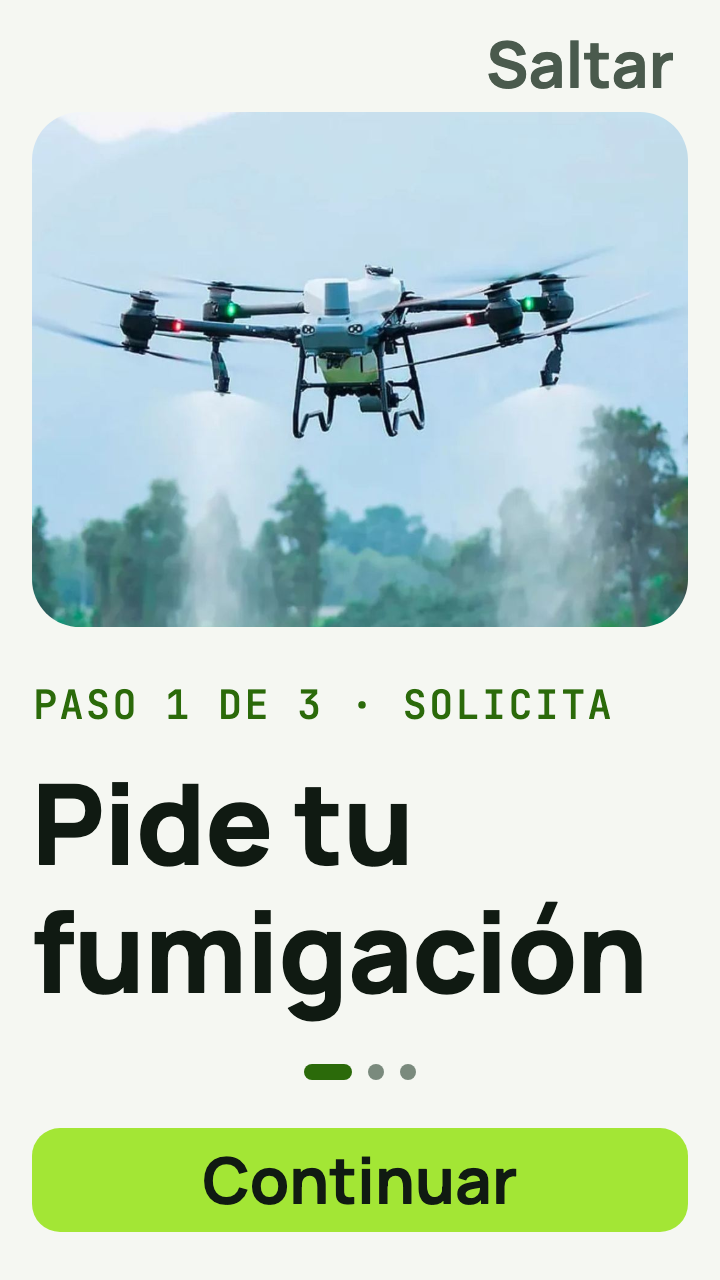 Saltar
PASO 1 DE 3 · SOLICITA
Pide tu
fumigación
Continuar